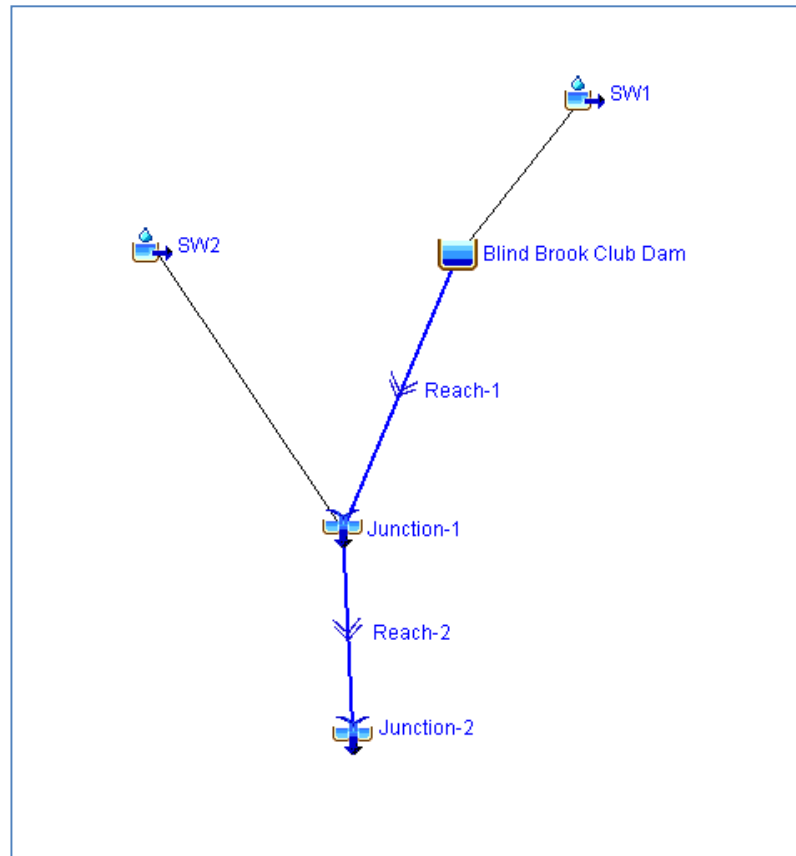 SW1
SW2
Blind Brook Club Dam
Reach-1
Junction-1
Reach-2
Junction-2